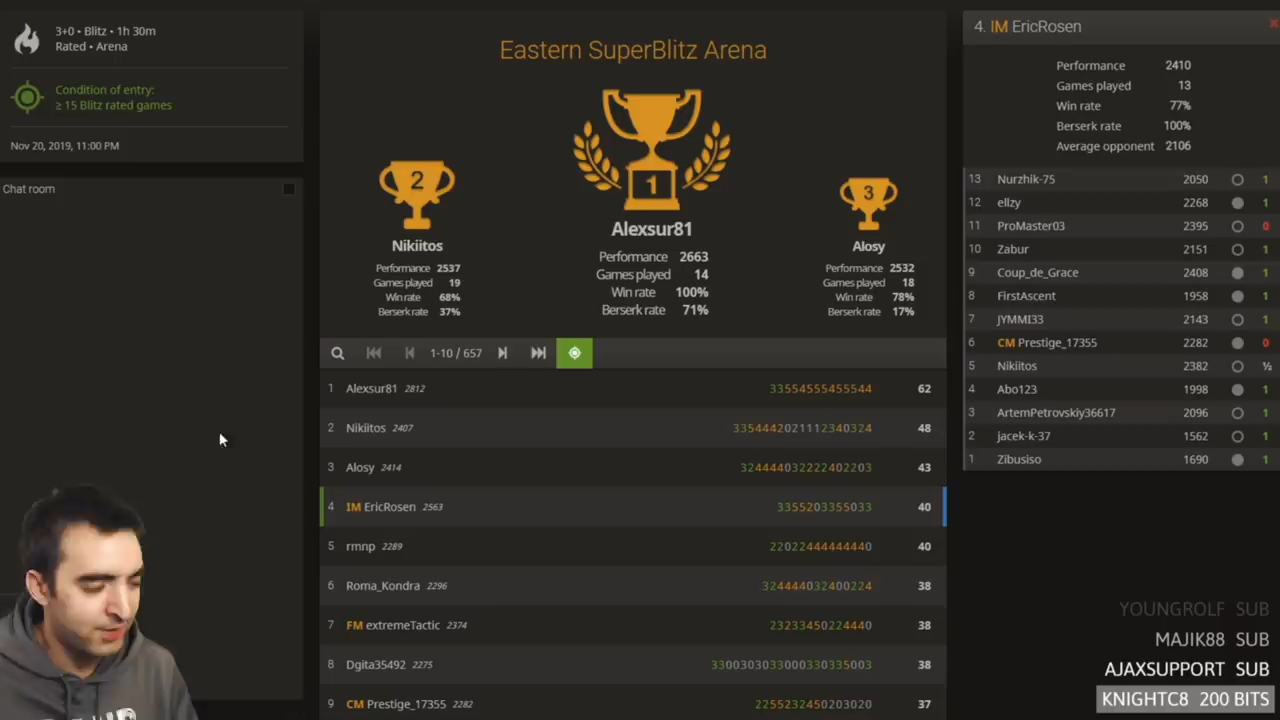 3+0 • Blitz • 1h 30m
Rated • Arena
Condition of entry:
≥ 15 Blitz rated games
Nov 20, 2019, 11:00 PM
Chat room
Eastern SuperBlitz Arena
2
Nikiitos
Performance 2537
Games played 19
Win rate 68%
Berserk rate 37%
1
Alexsur81
Performance 2663
Games played 14
Win rate 100%
Berserk rate 71%
3
Alosy
Performance 2532
Games played 18
Win rate 78%
Berserk rate 17%
1-10 / 657
1 Alexsur81 2812 33554555455544 62
2 Nikiitos 2407 3354442021112340324 48
3 Alosy 2414 324444032222402203 43
4 IM EricRosen 2563 3355203355033 40
5 rmnp 2289 22022444444440 40
6 Roma_Kondra 2296 324444032400224 38
7 FM extremeTactic 2374 23233450224440 38
8 Dgita35492 2275 33003030330003303350​03 38
9 CM Prestige_17355 2282 2255232450203020 37
4. IM EricRosen
Performance 2410
Games played 13
Win rate 77%
Berserk rate 100%
Average opponent 2106
13 Nurzhik-75 2050 1
12 ellzy 2268 1
11 ProMaster03 2395 0
10 Zabur 2151 1
9 Coup_de_Grace 2408 1
8 FirstAscent 1958 1
7 JYMMI33 2143 1
6 CM Prestige_17355 2282 0
5 Nikiitos 2382 ½
4 Abo123 1998 1
3 ArtemPetrovskiy36617 2096 1
2 jacek-k-37 1562 1
1 Zibusiso 1690 1
YOUNGROLF SUB
MAJIK88 SUB
AJAXSUPPORT SUB
KNIGHTC8 200 BITS